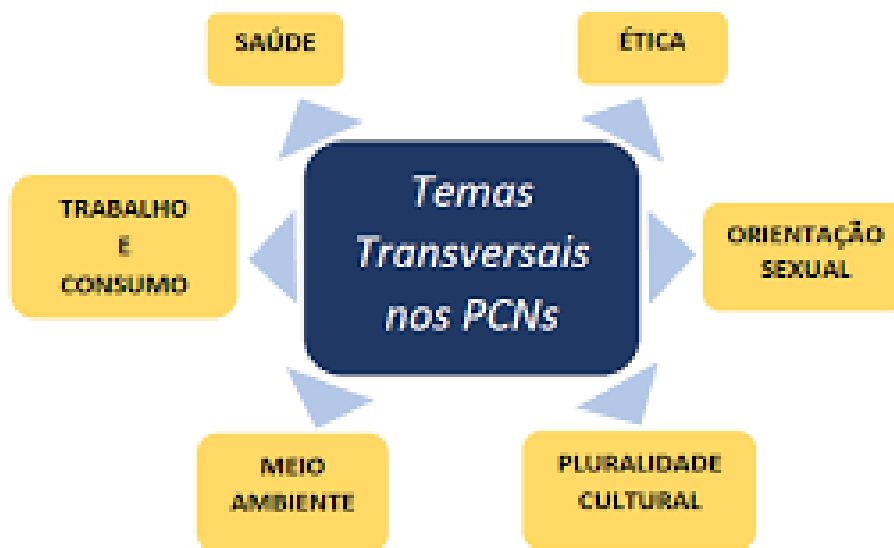 SAÚDE
ÉTICA
Temas
Transversais
nos PCNs
TRABALHO
E
CONSUMO
ORIENTAÇÃO
SEXUAL
MEIO
AMBIENTE
PLURALIDADE
CULTURAL